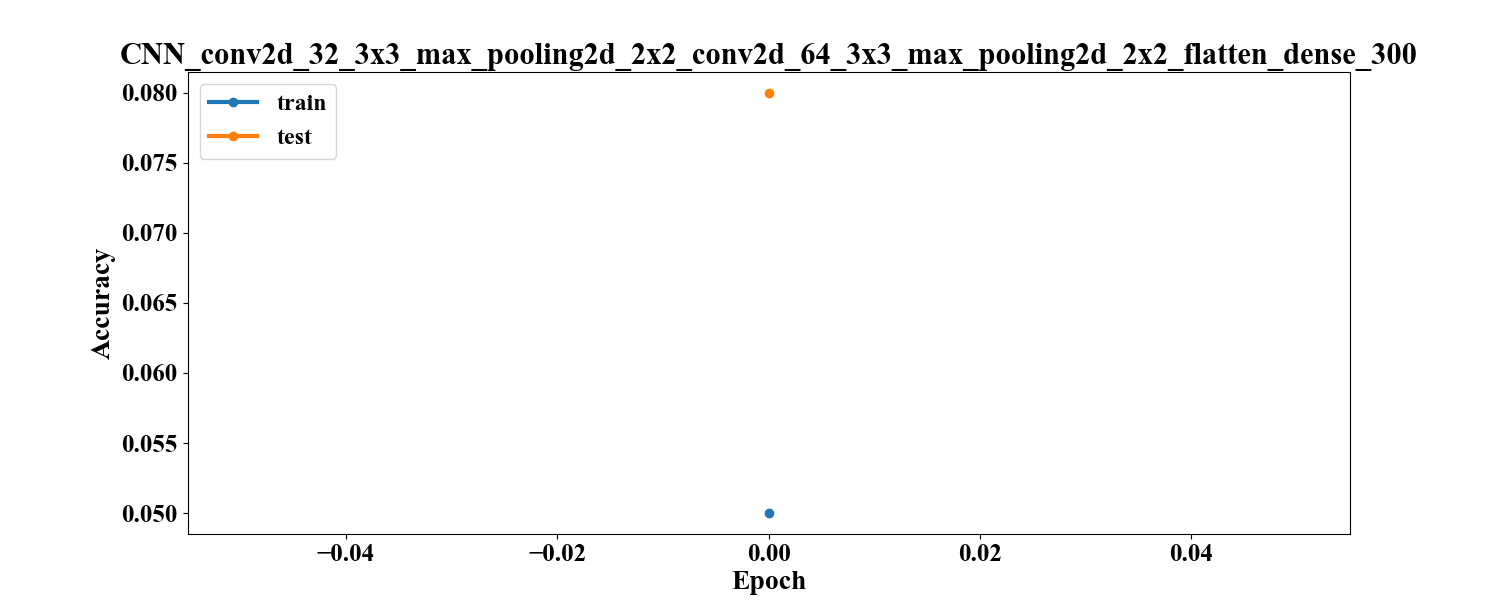 CNN_conv2d_32_3x3_max_pooling2d_2x2_conv2d_64_3x3_max_pooling2d_2x2_flatten_dense_300
train
test
Accuracy
0.080
0.075
0.070
0.065
0.060
0.055
0.050
−0.04 −0.02 0.00 0.02 0.04
Epoch